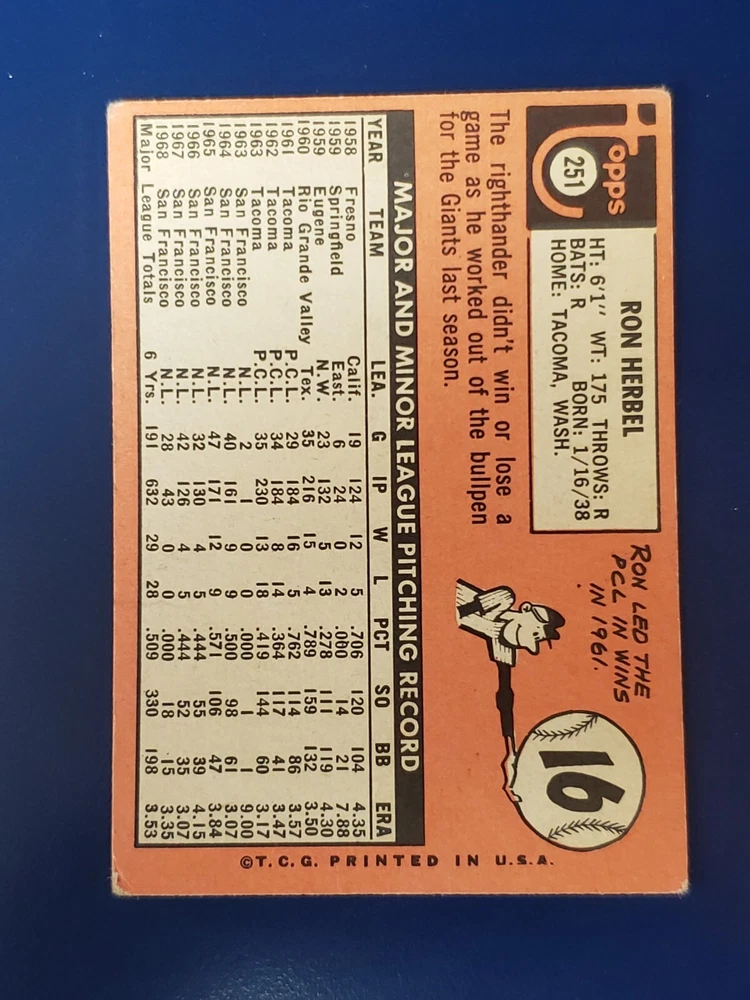 Topps
251
RON HERBEL
HT: 6'1" WT: 175 THROWS: R
BATS: R BORN: 1/16/38
HOME: TACOMA, WASH.
RON LED THE
PCL IN WINS
IN 1961.
16
The righthander didn't win or lose a
game as he worked out of the bullpen
for the Giants last season.
MAJOR AND MINOR LEAGUE PITCHING RECORD
YEAR TEAM LEA. G IP W L PCT SO BB ERA
1958 Fresno Calif. 19 124 12 5 .706 120 104 4.35
1959 Springfield East. 6 24 0 2 .000 14 21 7.88
1959 Eugene N.W. 23 132 5 13 .278 111 119 4.30
1960 Rio Grande Valley Tex. 35 216 15 4 .789 159 132 3.50
1961 Tacoma P.C.L. 29 184 16 5 .762 114 86 3.57
1962 Tacoma P.C.L. 34 184 8 14 .364 117 41 3.47
1963 Tacoma P.C.L. 35 230 13 18 .419 144 60 3.17
1963 San Francisco N.L. 2 1 0 0 .000 1 1 9.00
1964 San Francisco N.L. 40 161 9 9 .500 98 61 3.07
1965 San Francisco N.L. 47 171 12 9 .571 106 47 3.84
1966 San Francisco N.L. 32 130 4 5 .444 55 39 4.15
1967 San Francisco N.L. 42 126 4 5 .444 52 35 3.07
1968 San Francisco N.L. 28 43 0 0 .000 18 15 3.35
Major League Totals 6 Yrs. 191 632 29 28 .509 330 198 3.53
©T.C.G. PRINTED IN U.S.A.